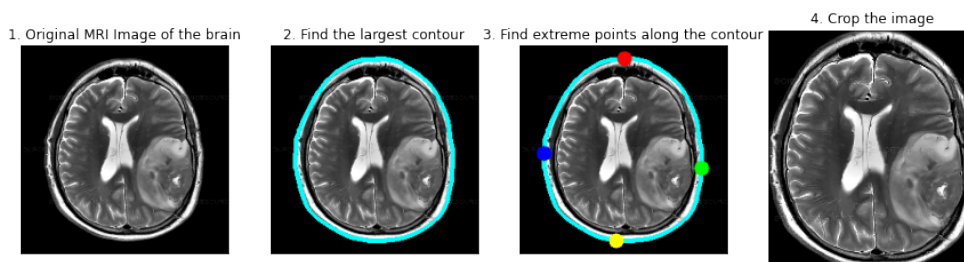 1. Original MRI Image of the brain
2. Find the largest contour
3. Find extreme points along the contour
4. Crop the image